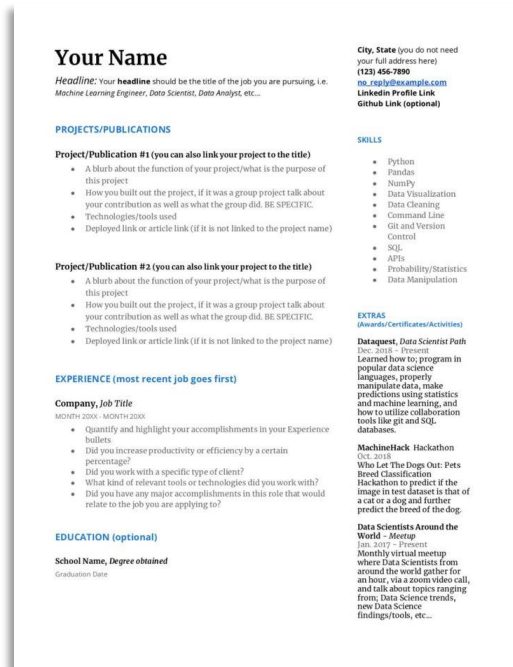 Your Name
Headline: Your headline should be the title of the job you are pursuing, i.e.
Machine Learning Engineer, Data Scientist, Data Analyst, etc...
PROJECTS/PUBLICATIONS
Project/Publication #1 (you can also link your project to the title)
• A blurb about the function of your project/what is the purpose of
this project
• How you built out the project, if it was a group project talk about
your contribution as well as what the group did. BE SPECIFIC.
• Technologies/tools used
• Deployed link or article link (if it is not linked to the project name)
Project/Publication #2 (you can also link your project to the title)
• A blurb about the function of your project/what is the purpose of
this project
• How you built out the project, if it was a group project talk about
your contribution as well as what the group did. BE SPECIFIC.
• Technologies/tools used
• Deployed link or article link (if it is not linked to the project name)
EXPERIENCE (most recent job goes first)
Company, Job Title
MONTH 20XX - MONTH 20XX
• Quantify and highlight your accomplishments in your Experience
bullets
• Did you increase productivity or efficiency by a certain
percentage?
• Did you work with a specific type of client?
• What kind of relevant tools or technologies did you work with?
• Did you have any major accomplishments in this role that would
relate to the job you are applying to?
EDUCATION (optional)
School Name, Degree obtained
Graduation Date
City, State (you do not need
your full address here)
(123) 456-7890
no_reply@example.com
Linkedin Profile Link
Github Link (optional)
SKILLS
• Python
• Pandas
• NumPy
• Data Visualization
• Data Cleaning
• Command Line
• Git and Version
Control
• SQL
• APIs
• Probability/Statistics
• Data Manipulation
EXTRAS
(Awards/Certificates/Activities)
Dataquest, Data Scientist Path
Dec. 2018 - Present
Learned how to; program in
popular data science
languages, properly
manipulate data, make
predictions using statistics
and machine learning, and
how to utilize collaboration
tools like git and SQL
databases.
MachineHack Hackathon
Oct. 2018
Who Let The Dogs Out: Pets
Breed Classification
Hackathon to predict if the
image in test dataset is that of
a cat or a dog and further
predict the breed of the dog.
Data Scientists Around the
World - Meetup
Jan. 2017 - Present
Monthly virtual meetup
where Data Scientists from
around the world gather for
an hour, via a zoom video call,
and talk about topics ranging
from; Data Science trends,
new Data Science
findings/tools, etc...